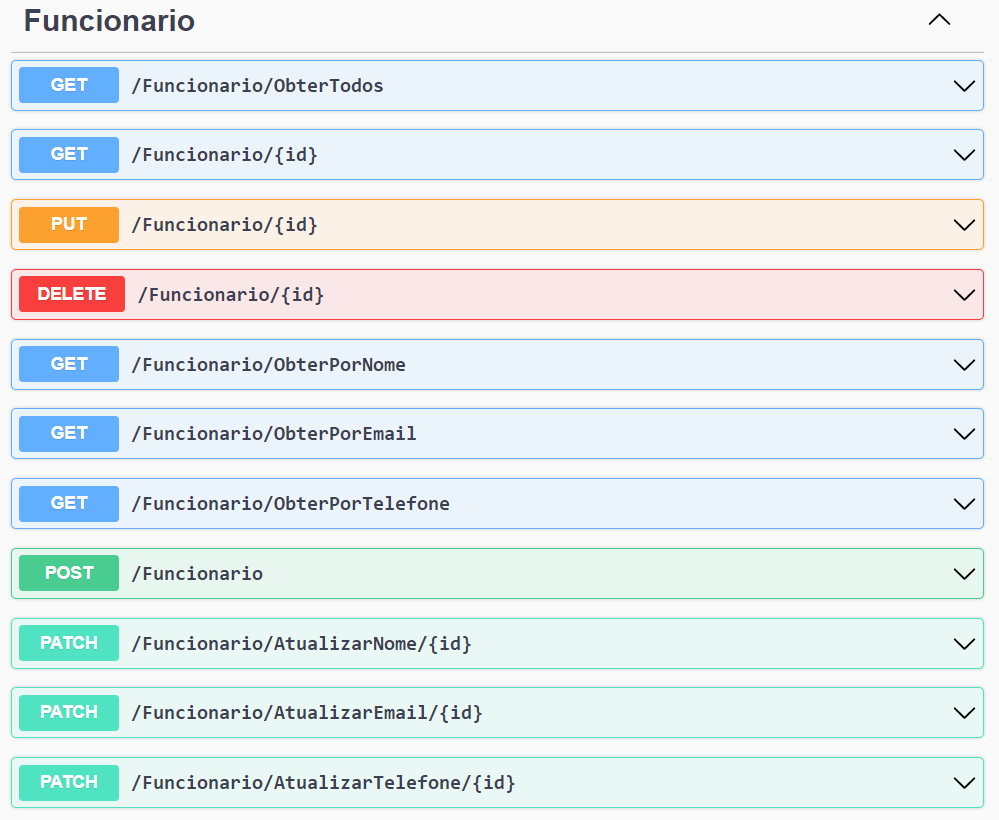 Funcionario
GET /Funcionario/ObterTodos
GET /Funcionario/{id}
PUT /Funcionario/{id}
DELETE /Funcionario/{id}
GET /Funcionario/ObterPorNome
GET /Funcionario/ObterPorEmail
GET /Funcionario/ObterPorTelefone
POST /Funcionario
PATCH /Funcionario/AtualizarNome/{id}
PATCH /Funcionario/AtualizarEmail/{id}
PATCH /Funcionario/AtualizarTelefone/{id}